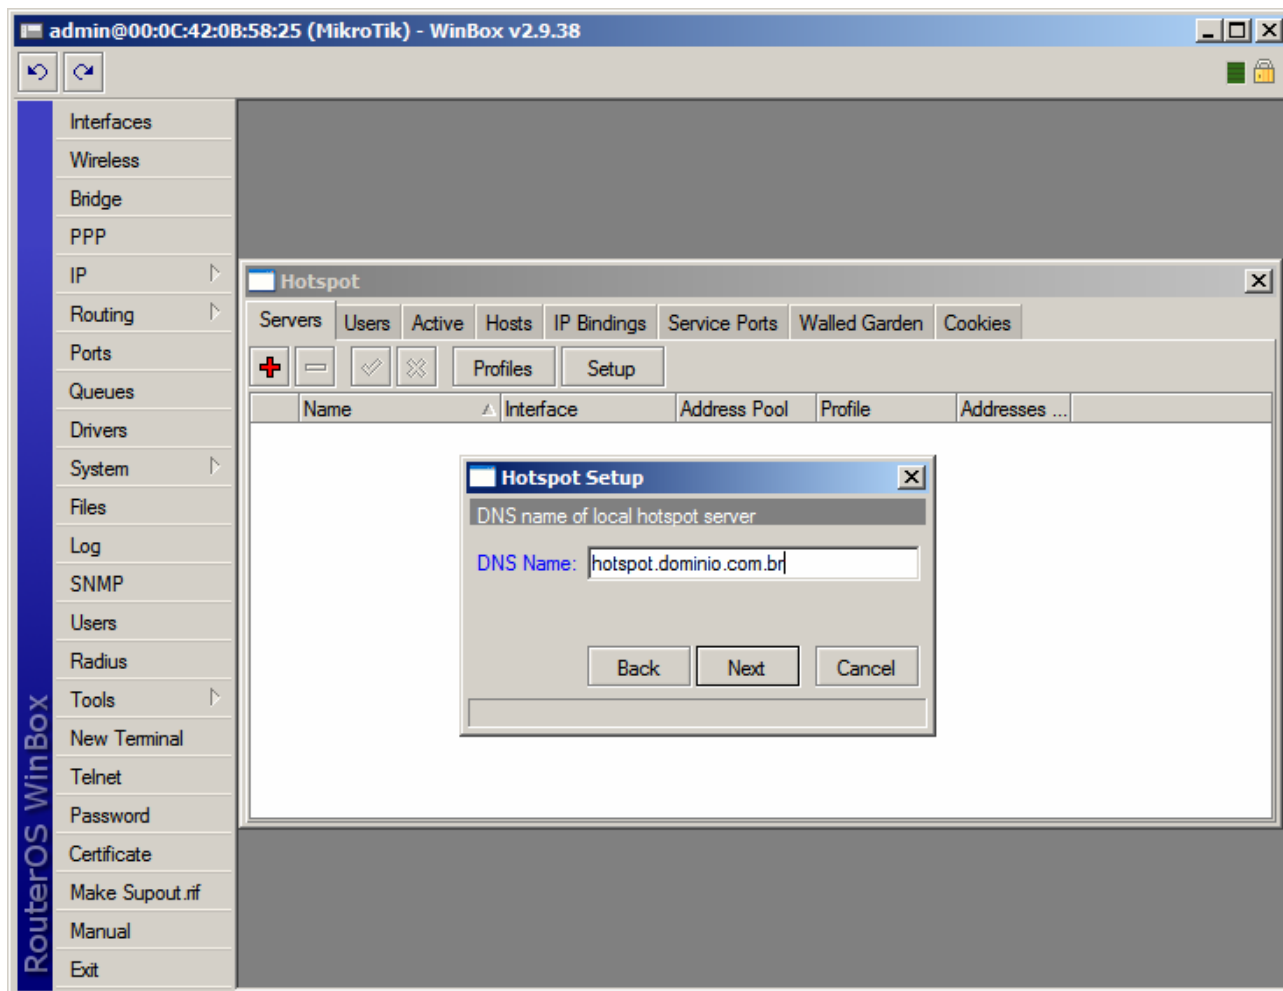 admin@00:0C:42:0B:58:25 (MikroTik) - WinBox v2.9.38
Interfaces
Wireless
Bridge
PPP
IP
Routing
Ports
Queues
Drivers
System
Files
Log
SNMP
Users
Radius
Tools
New Terminal
Telnet
Password
Certificate
Make Supout.rif
Manual
Exit
RouterOS WinBox
Hotspot
Servers Users Active Hosts IP Bindings Service Ports Walled Garden Cookies
Profiles Setup
Name Interface Address Pool Profile Addresses ...
Hotspot Setup
DNS name of local hotspot server
DNS Name: hotspot.dominio.com.br
Back Next Cancel